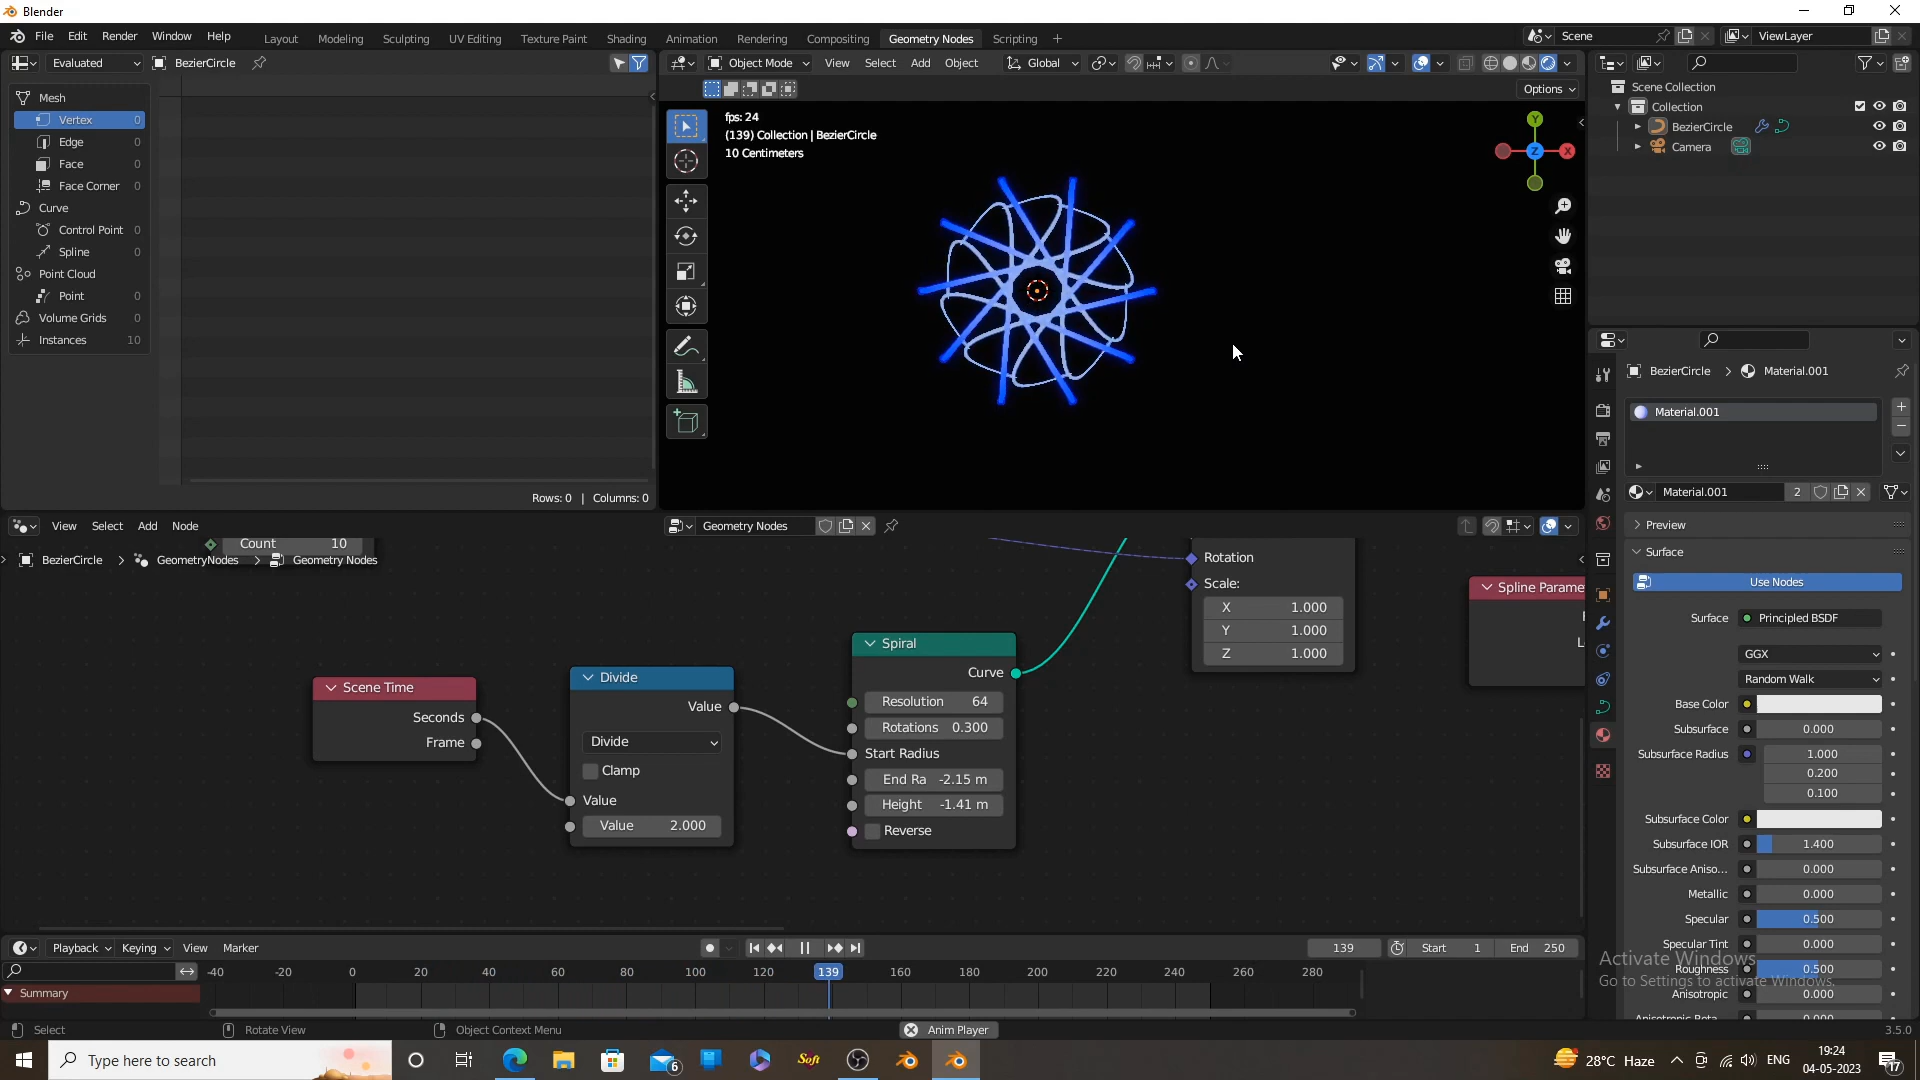 Blender
File Edit Render Window Help
Layout Modeling Sculpting UV Editing Texture Paint Shading Animation Rendering Compositing Geometry Nodes Scripting
Scene ViewLayer
Evaluated BezierCircle
Object Mode View Select Add Object Global
Options
Mesh
Vertex 0
Edge 0
Face 0
Face Corner 0
Curve
Control Point 0
Spline 0
Point Cloud
Point 0
Volume Grids 0
Instances 10
Rows: 0 | Columns: 0
fps: 24
(139) Collection | BezierCircle
10 Centimeters
Y
X
Z
Scene Collection
Collection
BezierCircle
Camera
BezierCircle > Material.001
Material.001
Material.001 2
Preview
Surface
Use Nodes
Surface Principled BSDF
GGX
Random Walk
Base Color
Subsurface 0.000
Subsurface Radius 1.000
0.200
0.100
Subsurface Color
Subsurface IOR 1.400
Subsurface Aniso... 0.000
Metallic 0.000
Specular 0.500
Specular Tint 0.000
Roughness 0.500
Anisotropic 0.000
Activate Windows
Go to Settings to activate Windows.
View Select Add Node
Geometry Nodes
Count 10
BezierCircle > GeometryNodes > Geometry Nodes
Scene Time
Seconds
Frame
Divide
Value
Divide
Clamp
Value
Value 2.000
Spiral
Curve
Resolution 64
Rotations 0.300
Start Radius
End Ra -2.15 m
Height -1.41 m
Reverse
Rotation
Scale:
X 1.000
Y 1.000
Z 1.000
Spline Parame
Playback Keying View Marker
139 Start 1 End 250
-40 -20 0 20 40 60 80 100 120 139 160 180 200 220 240 260 280
Summary
Select Rotate View Object Context Menu Anim Player 3.5.0
Type here to search
6
Soft
28°C Haze
ENG
19:24
04-05-2023
17